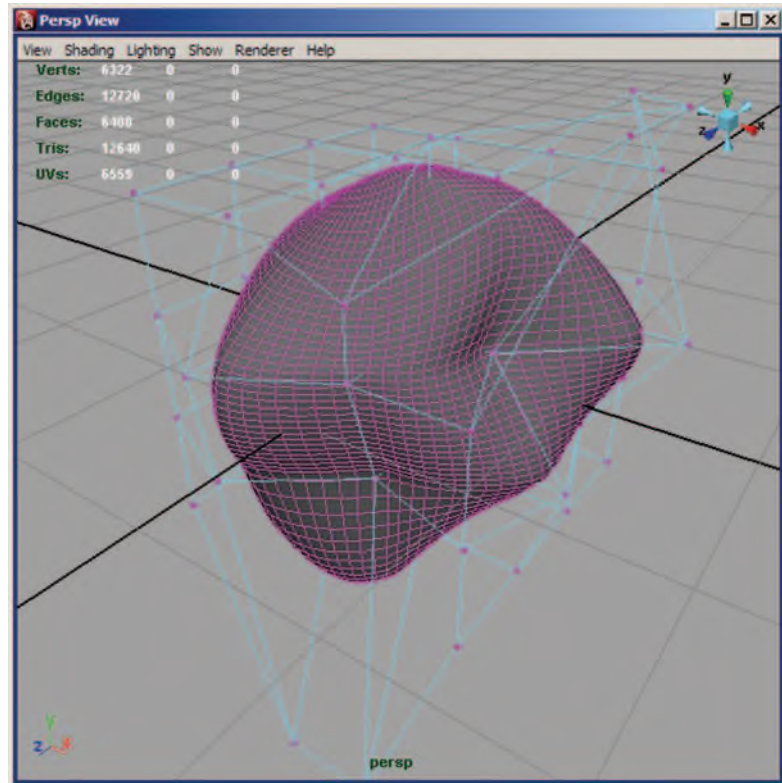 Persp View
View Shading Lighting Show Renderer Help
Verts: 6322 0 0
Edges: 12720 0 0
Faces: 6400 0 0
Tris: 12640 0 0
UVs: 6559 0 0
y
z x
y
z x
persp